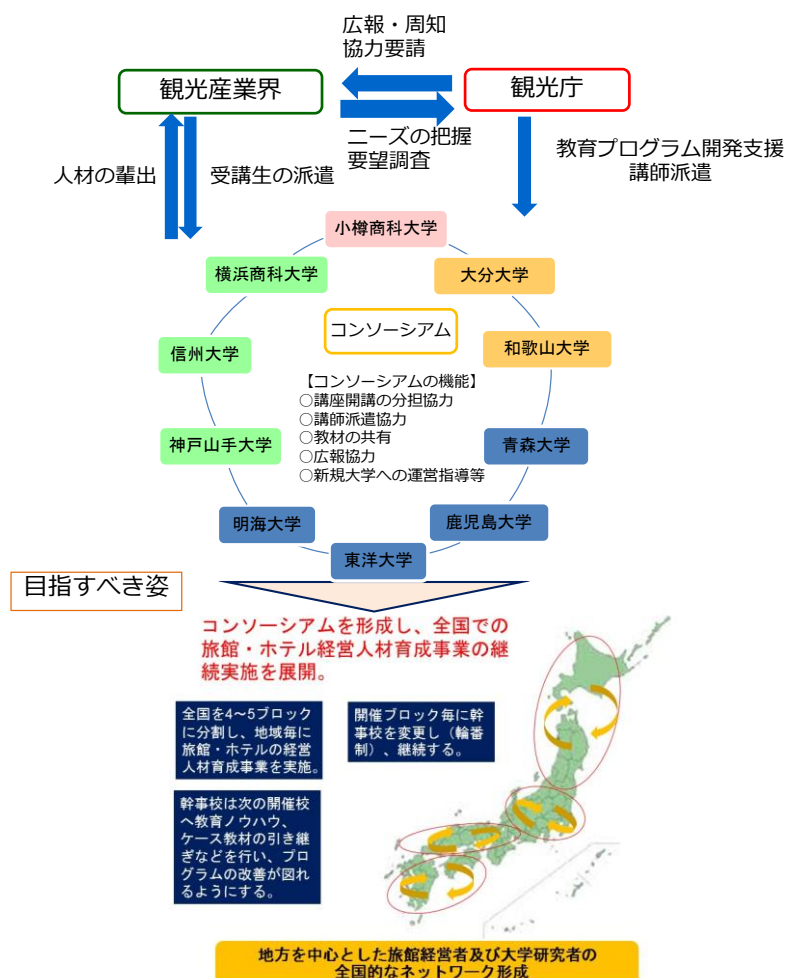 広報・周知
協力要請
観光産業界
観光庁
ニーズの把握
要望調査
教育プログラム開発支援
講師派遣
人材の輩出
受講生の派遣
小樽商科大学
横浜商科大学
大分大学
コンソーシアム
信州大学
和歌山大学
【コンソーシアムの機能】
○講座開講の分担協力
○講師派遣協力
○教材の共有
○広報協力
○新規大学への運営指導等
神戸山手大学
青森大学
明海大学
鹿児島大学
東洋大学
目指すべき姿
コンソーシアムを形成し、全国での
旅館・ホテル経営人材育成事業の継
続実施を展開。
全国を4～5ブロック
に分割し、地域毎に
旅館・ホテルの経営
人材育成事業を実施。
開催ブロック毎に幹
事校を変更し（輪番
制）、継続する。
幹事校は次の開催校
へ教育ノウハウ、
ケース教材の引き継
ぎなどを行い、プロ
グラムの改善が図れ
るようにする。
地方を中心とした旅館経営者及び大学研究者の
全国的なネットワーク形成